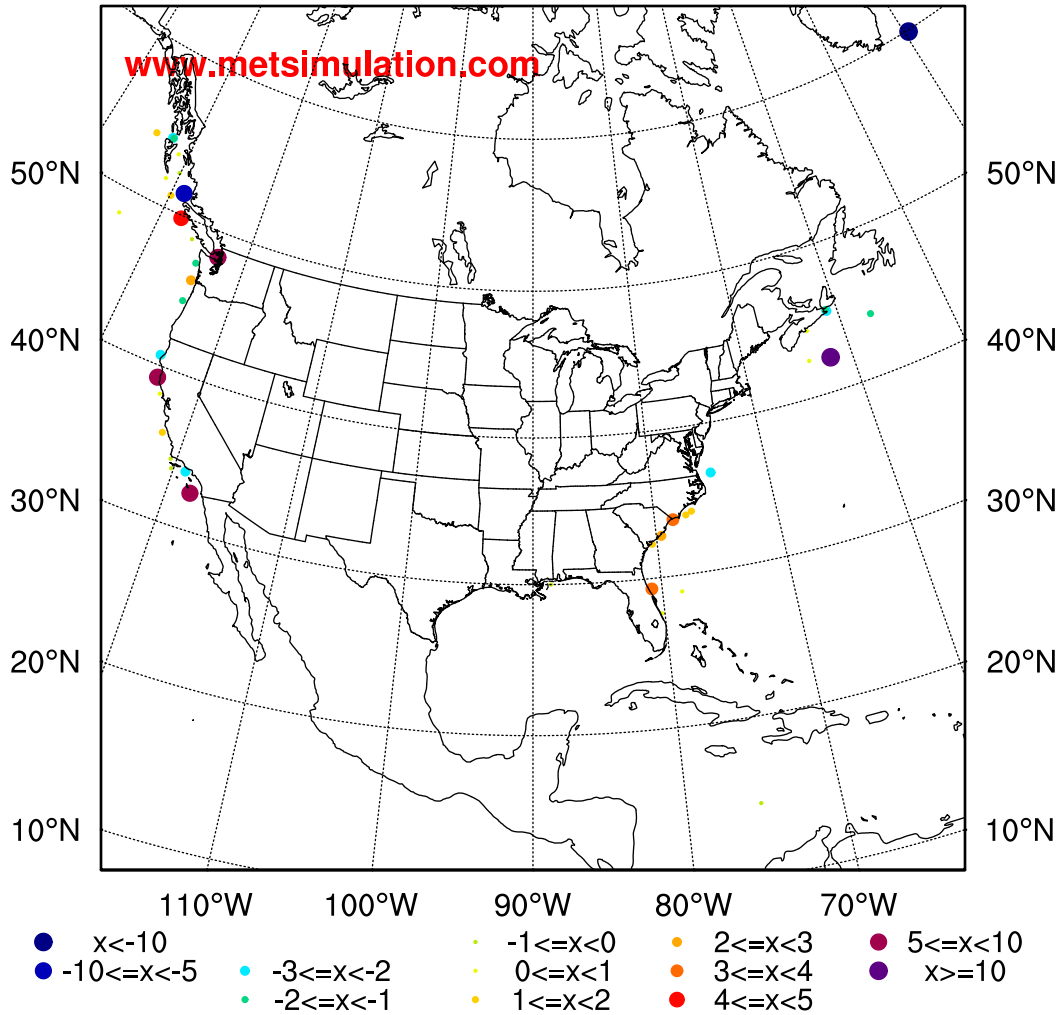 www.metsimulation.com
50°N 50°N
40°N 40°N
30°N 30°N
20°N 20°N
10°N 10°N
110°W 100°W 90°W 80°W 70°W
x<-10 -1<=x<0 2<=x<3 5<=x<10
-10<=x<-5 -3<=x<-2 0<=x<1 3<=x<4 x>=10
-2<=x<-1 1<=x<2 4<=x<5